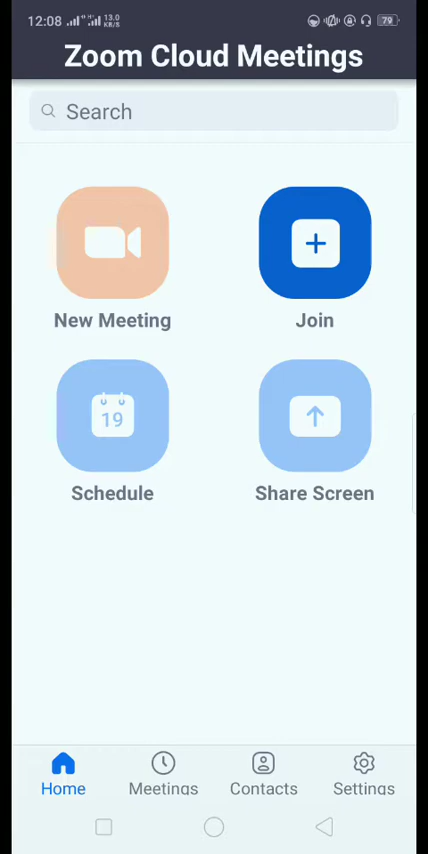 12:08 13.0 KB/S 79
Zoom Cloud Meetings
Search
New Meeting
Join
19
Schedule
Share Screen
Home
Meetings
Contacts
Settings